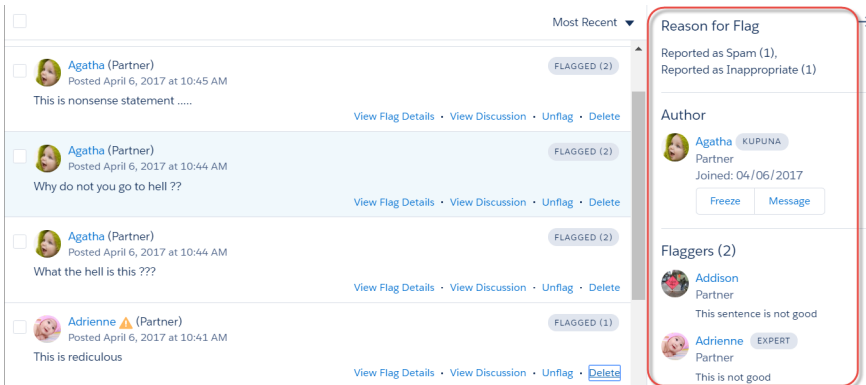 Most Recent
Agatha (Partner)
FLAGGED (2)
Posted April 6, 2017 at 10:45 AM
This is nonsense statement .....
View Flag Details • View Discussion • Unflag • Delete
Agatha (Partner)
FLAGGED (2)
Posted April 6, 2017 at 10:44 AM
Why do not you go to hell ??
View Flag Details • View Discussion • Unflag • Delete
Agatha (Partner)
FLAGGED (2)
Posted April 6, 2017 at 10:44 AM
What the hell is this ???
View Flag Details • View Discussion • Unflag • Delete
Adrienne (Partner)
FLAGGED (1)
Posted April 6, 2017 at 10:41 AM
This is rediculous
View Flag Details • View Discussion • Unflag • Delete
Reason for Flag
Reported as Spam (1),
Reported as Inappropriate (1)
Author
Agatha KUPUNA
Partner
Joined: 04/06/2017
Freeze Message
Flaggers (2)
Addison
Partner
This sentence is not good
Adrienne EXPERT
Partner
This is not good